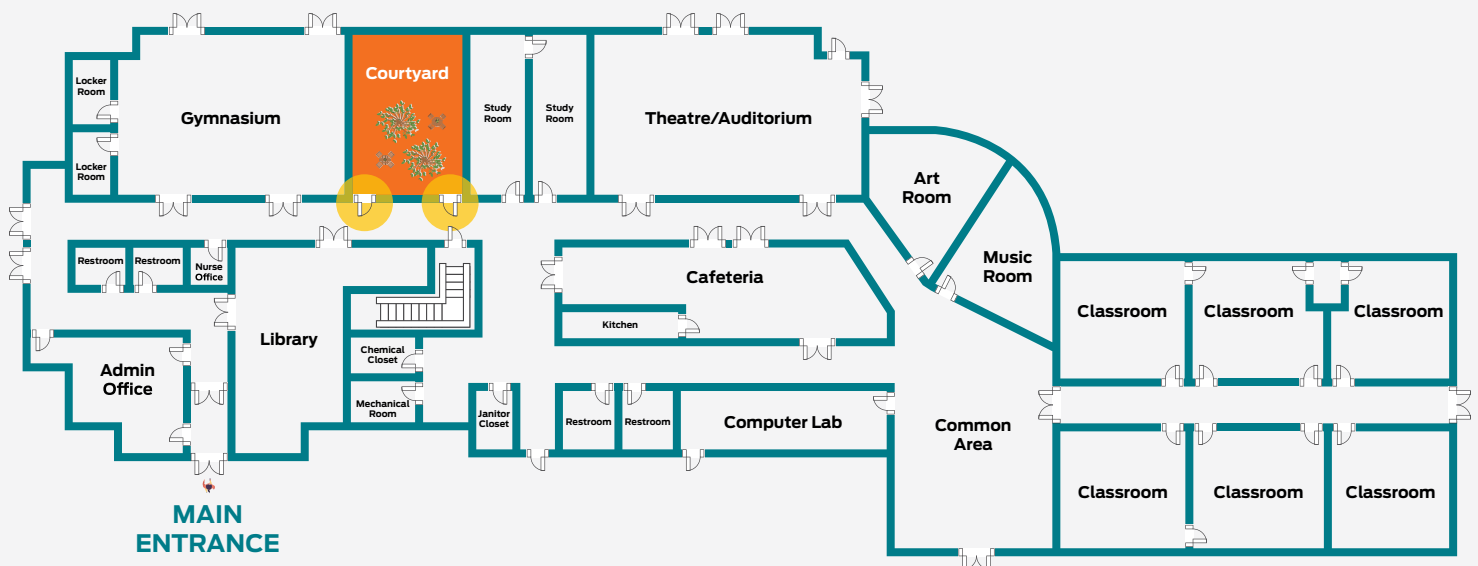 Locker
Room
Gymnasium
Courtyard
Study
Room
Study
Room
Theatre/Auditorium
Locker
Room
Art
Room
Music
Room
Restroom
Restroom
Nurse
Office
Cafeteria
Kitchen
Library
Chemical
Closet
Mechanical
Room
Admin
Office
Janitor
Closet
Restroom
Restroom
Computer Lab
Common
Area
Classroom
Classroom
Classroom
Classroom
Classroom
Classroom
MAIN
ENTRANCE